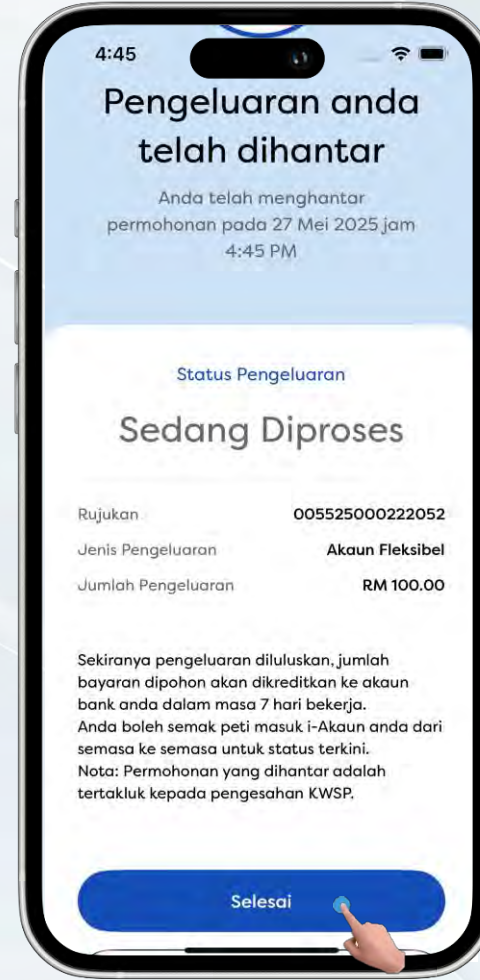 4:45
Pengeluaran anda
telah dihantar
Anda telah menghantar
permohonan pada 27 Mei 2025 jam
4:45 PM
Status Pengeluaran
Sedang Diproses
Rujukan 005525000222052
Jenis Pengeluaran Akaun Fleksibel
Jumlah Pengeluaran RM 100.00
Sekiranya pengeluaran diluluskan, jumlah
bayaran dipohon akan dikreditkan ke akaun
bank anda dalam masa 7 hari bekerja.
Anda boleh semak peti masuk i-Akaun anda dari
semasa ke semasa untuk status terkini.
Nota: Permohonan yang dihantar adalah
tertakluk kepada pengesahan KWSP.
Selesai